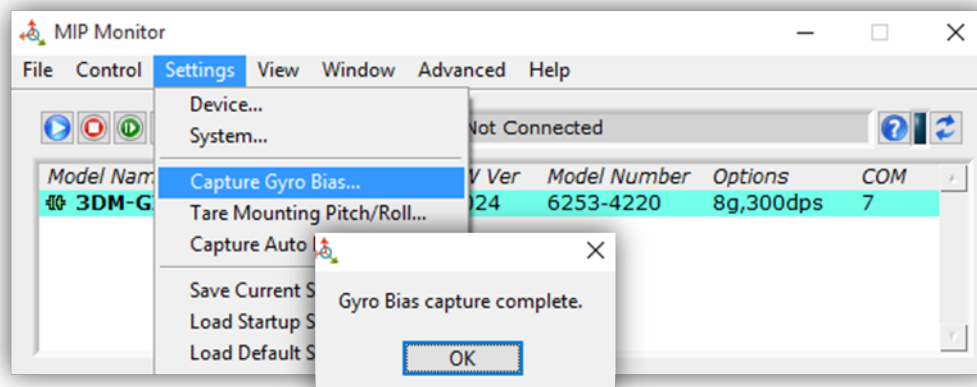 MIP Monitor
File Control Settings View Window Advanced Help
Device...
System...
Not Connected
Model Nam
W Ver Model Number Options COM
Capture Gyro Bias...
3DM-G
024 6253-4220 8g,300dps 7
Tare Mounting Pitch/Roll...
Capture Auto
Save Current S
Load Startup S
Load Default S
Gyro Bias capture complete.
OK